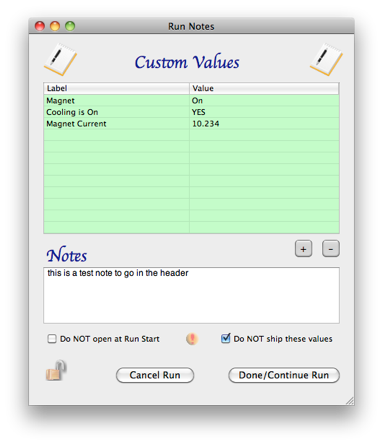 Run Notes
Custom Values
Label Value
Magnet On
Cooling is On YES
Magnet Current 10.234
Notes
+ -
this is a test note to go in the header
Do NOT open at Run Start Do NOT ship these values
Cancel Run Done/Continue Run